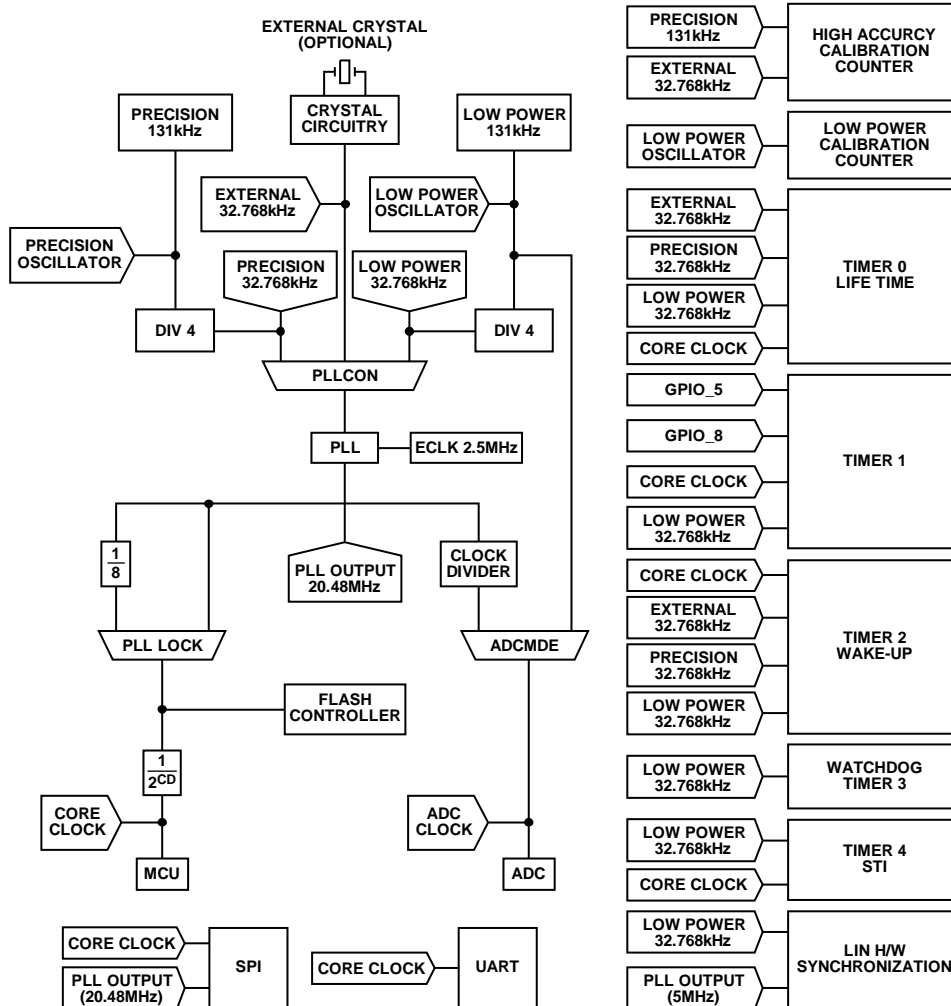 EXTERNAL CRYSTAL
(OPTIONAL)
PRECISION
131kHz
CRYSTAL
CIRCUITRY
LOW POWER
131kHz
EXTERNAL
32.768kHz
LOW POWER
OSCILLATOR
PRECISION
OSCILLATOR
PRECISION
32.768kHz
LOW POWER
32.768kHz
DIV 4
DIV 4
PLLCON
PLL
ECLK 2.5MHz
1
8
PLL OUTPUT
20.48MHz
CLOCK
DIVIDER
PLL LOCK
ADCMDE
FLASH
CONTROLLER
1
2CD
CORE
CLOCK
ADC
CLOCK
MCU
ADC
CORE CLOCK
PLL OUTPUT
(20.48MHz)
SPI
CORE CLOCK
UART
PRECISION
131kHz
EXTERNAL
32.768kHz
HIGH ACCURCY
CALIBRATION
COUNTER
LOW POWER
OSCILLATOR
LOW POWER
CALIBRATION
COUNTER
EXTERNAL
32.768kHz
PRECISION
32.768kHz
LOW POWER
32.768kHz
CORE CLOCK
TIMER 0
LIFE TIME
GPIO_5
GPIO_8
CORE CLOCK
LOW POWER
32.768kHz
TIMER 1
CORE CLOCK
EXTERNAL
32.768kHz
PRECISION
32.768kHz
LOW POWER
32.768kHz
TIMER 2
WAKE-UP
LOW POWER
32.768kHz
WATCHDOG
TIMER 3
LOW POWER
32.768kHz
CORE CLOCK
TIMER 4
STI
LOW POWER
32.768kHz
PLL OUTPUT
(5MHz)
LIN H/W
SYNCHRONIZATION